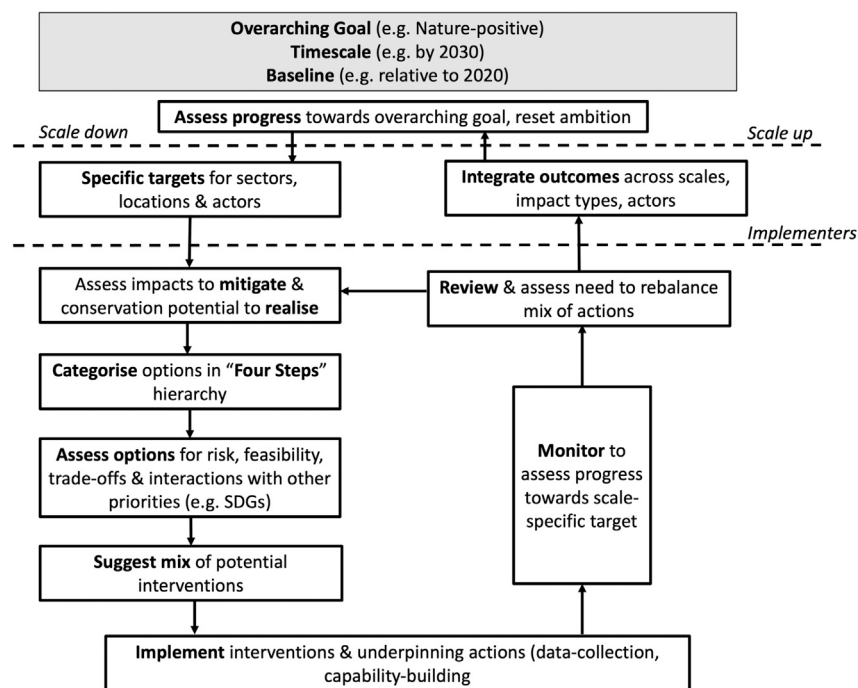 Overarching Goal (e.g. Nature-positive)
Timescale (e.g. by 2030)
Baseline (e.g. relative to 2020)
Assess progress towards overarching goal, reset ambition
Scale down
Scale up
Specific targets for sectors,
locations & actors
Integrate outcomes across scales,
impact types, actors
Implementers
Assess impacts to mitigate &
conservation potential to realise
Review & assess need to rebalance
mix of actions
Categorise options in “Four Steps”
hierarchy
Assess options for risk, feasibility,
trade-offs & interactions with other
priorities (e.g. SDGs)
Monitor to
assess progress
towards scale-
specific target
Suggest mix of potential
interventions
Implement interventions & underpinning actions (data-collection,
capability-building